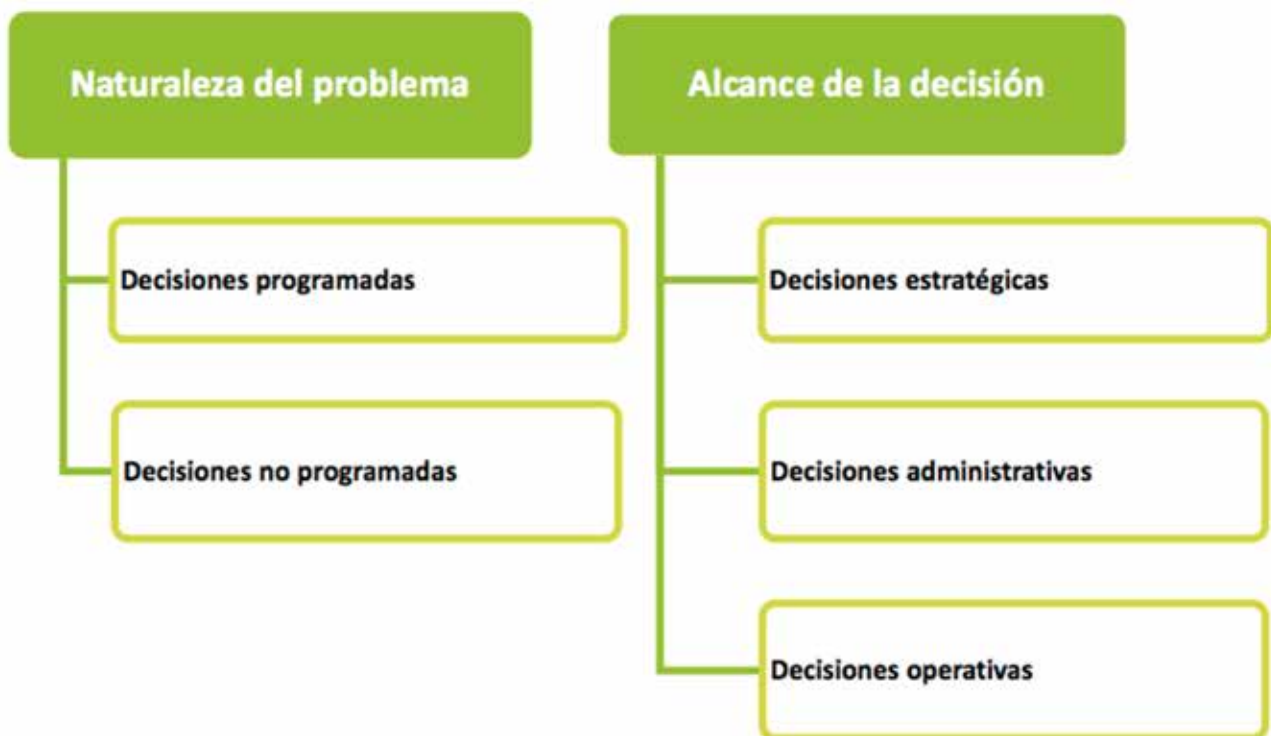 Naturaleza del problema
Decisiones programadas
Decisiones no programadas
Alcance de la decisión
Decisiones estratégicas
Decisiones administrativas
Decisiones operativas